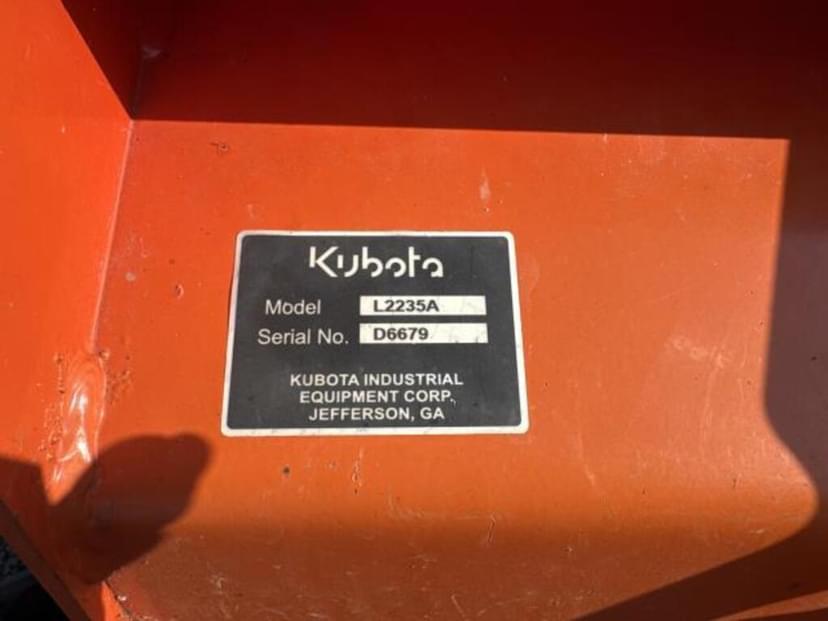 Kubota
Model L2235A
Serial No. D6679
KUBOTA INDUSTRIAL
EQUIPMENT CORP.
JEFFERSON, GA